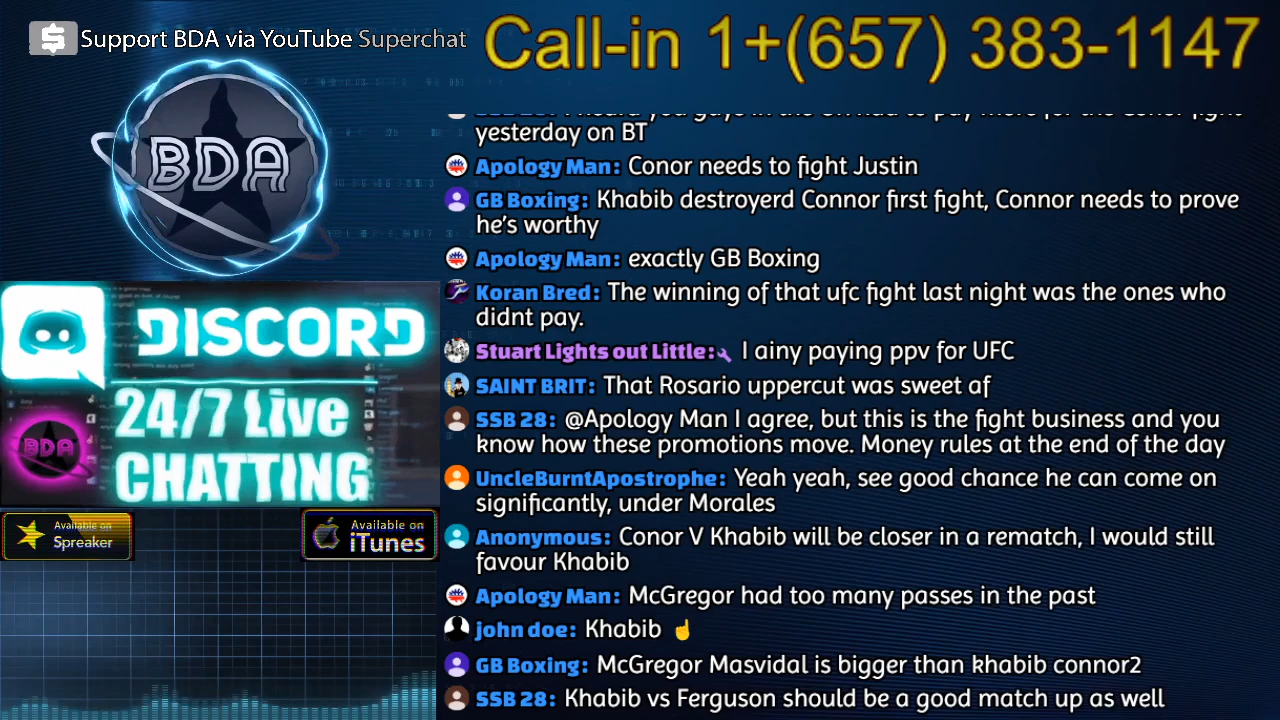 Support BDA via YouTube Superchat
Call-in 1+(657) 383-1147
BDA
yesterday on BT
Apology Man: Conor needs to fight Justin
GB Boxing: Khabib destroyerd Connor first fight, Connor needs to prove
he's worthy
Apology Man: exactly GB Boxing
Koran Bred: The winning of that ufc fight last night was the ones who
didnt pay.
Stuart Lights out Little: I ainy paying ppv for UFC
SAINT BRIT: That Rosario uppercut was sweet af
SSB 28: @Apology Man I agree, but this is the fight business and you
know how these promotions move. Money rules at the end of the day
UncleBurntApostrophe: Yeah yeah, see good chance he can come on
significantly, under Morales
Anonymous: Conor V Khabib will be closer in a rematch, I would still
favour Khabib
Apology Man: McGregor had too many passes in the past
john doe: Khabib ☝
GB Boxing: McGregor Masvidal is bigger than khabib connor2
SSB 28: Khabib vs Ferguson should be a good match up as well
DISCORD
24/7 Live
CHATTING
BDA
Available on
Spreaker
Available on
iTunes